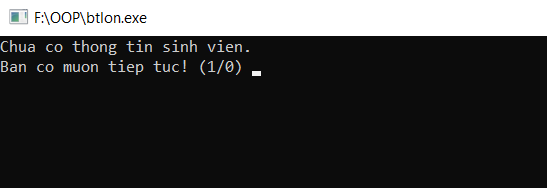 F:\OOP\btlon.exe
Chua co thong tin sinh vien.
Ban co muon tiep tuc! (1/0)